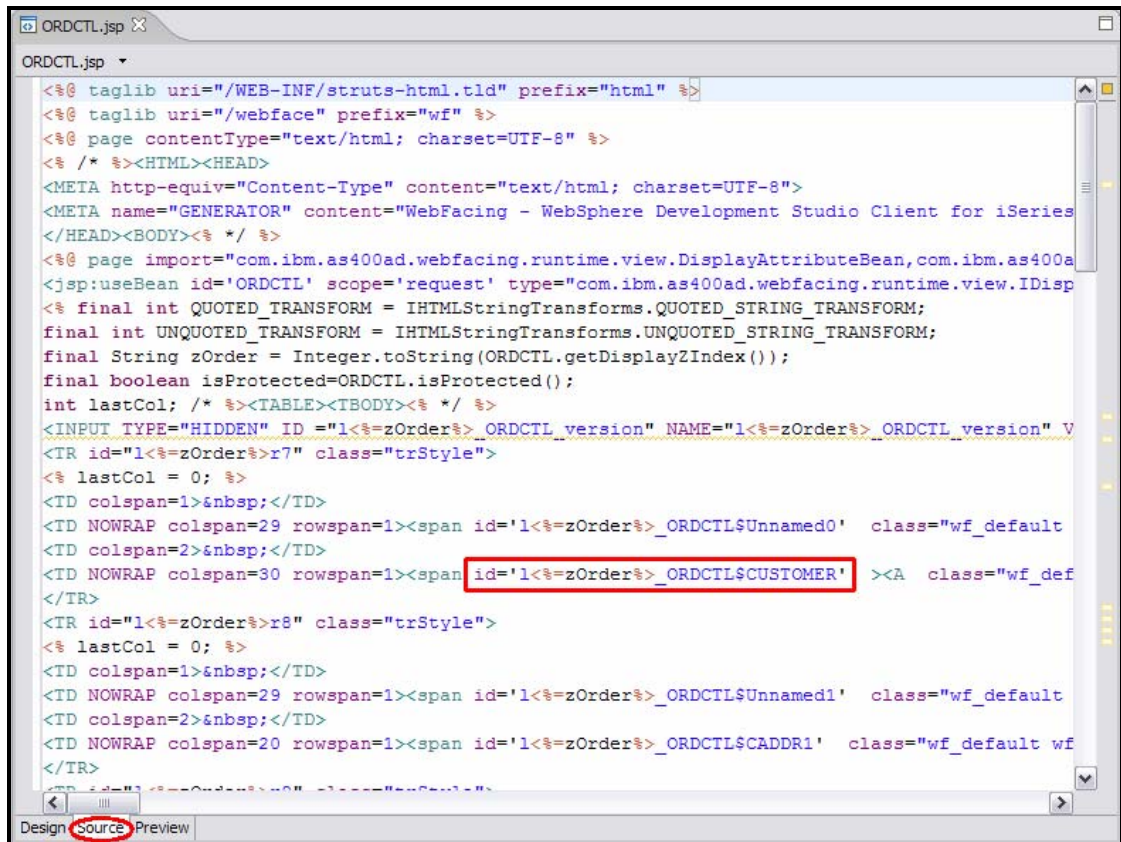 ORDCTL.jsp
ORDCTL.jsp
<%@ taglib uri="/WEB-INF/struts-html.tld" prefix="html" %>
<%@ taglib uri="/webface" prefix="wf" %>
<%@ page contentType="text/html; charset=UTF-8" %>
<% /* %><HTML><HEAD>
<META http-equiv="Content-Type" content="text/html; charset=UTF-8">
<META name="GENERATOR" content="WebFacing - WebSphere Development Studio Client for iSeries
</HEAD><BODY><% */ %>
<%@ page import="com.ibm.as400ad.webfacing.runtime.view.DisplayAttributeBean,com.ibm.as400a
<jsp:useBean id='ORDCTL' scope='request' type="com.ibm.as400ad.webfacing.runtime.view.IDisp
<% final int QUOTED_TRANSFORM = IHTMLStringTransforms.QUOTED_STRING_TRANSFORM;
final int UNQUOTED_TRANSFORM = IHTMLStringTransforms.UNQUOTED_STRING_TRANSFORM;
final String zOrder = Integer.toString(ORDCTL.getDisplayZIndex());
final boolean isProtected=ORDCTL.isProtected();
int lastCol; /* %><TABLE><TBODY><% */ %>
<INPUT TYPE="HIDDEN" ID ="l<%=zOrder%>_ORDCTL_version" NAME="l<%=zOrder%>_ORDCTL_version" V
<TR id="l<%=zOrder%>r7" class="trStyle">
<% lastCol = 0; %>
<TD colspan=1>&nbsp;</TD>
<TD NOWRAP colspan=29 rowspan=1><span id='l<%=zOrder%>_ORDCTL$Unnamed0'  class="wf_default
<TD colspan=2>&nbsp;</TD>
<TD NOWRAP colspan=30 rowspan=1><span id='l<%=zOrder%>_ORDCTL$CUSTOMER'  ><A  class="wf_def
</TR>
<TR id="l<%=zOrder%>r8" class="trStyle">
<% lastCol = 0; %>
<TD colspan=1>&nbsp;</TD>
<TD NOWRAP colspan=29 rowspan=1><span id='l<%=zOrder%>_ORDCTL$Unnamed1'  class="wf_default
<TD colspan=2>&nbsp;</TD>
<TD NOWRAP colspan=20 rowspan=1><span id='l<%=zOrder%>_ORDCTL$CADDR1'  class="wf_default wf
</TR>
Design Source Preview